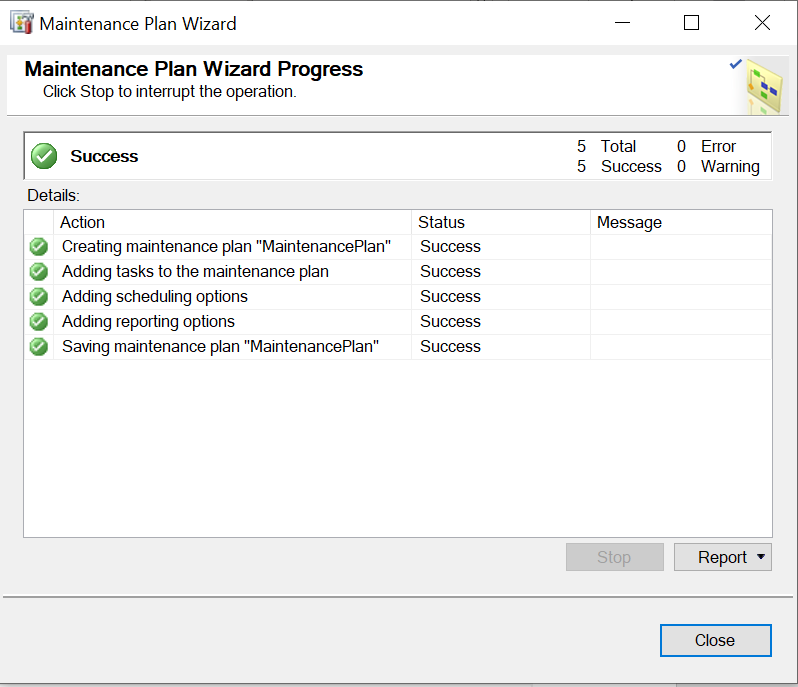 Maintenance Plan Wizard
Maintenance Plan Wizard Progress
Click Stop to interrupt the operation.
Success
5 Total 0 Error
5 Success 0 Warning
Details:
Action Status Message
Creating maintenance plan "MaintenancePlan" Success
Adding tasks to the maintenance plan Success
Adding scheduling options Success
Adding reporting options Success
Saving maintenance plan "MaintenancePlan" Success
Stop Report
Close